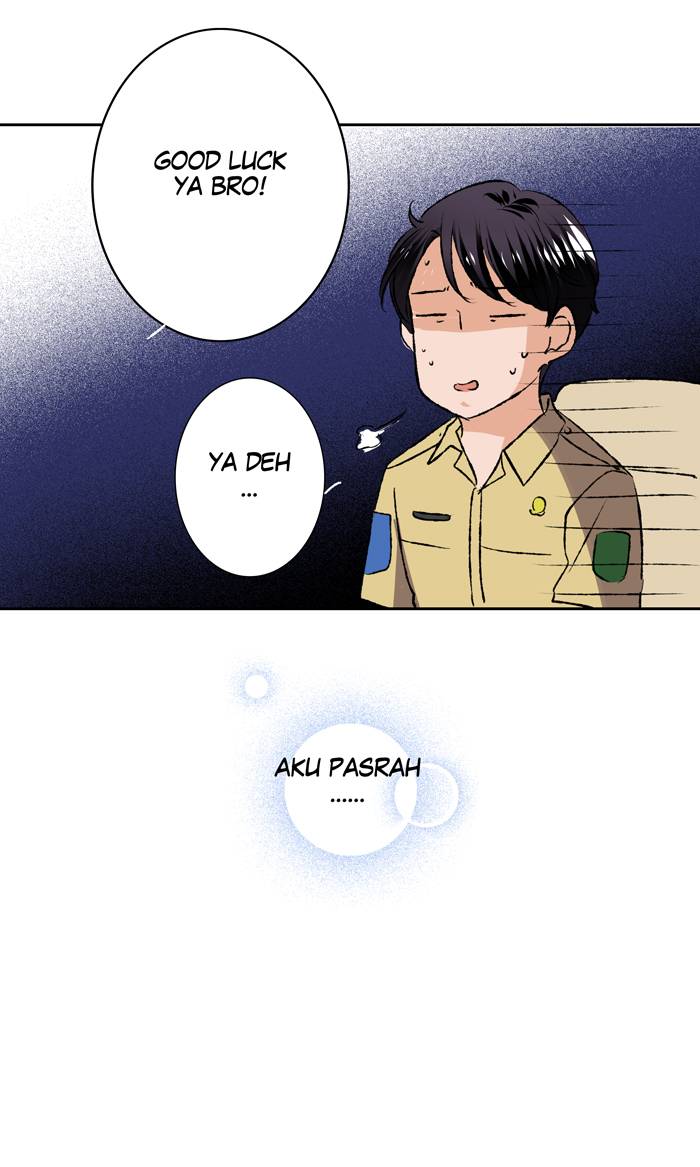 GOOD LUCK
YA BRO!
YA DEH
...
AKU PASRAH
......